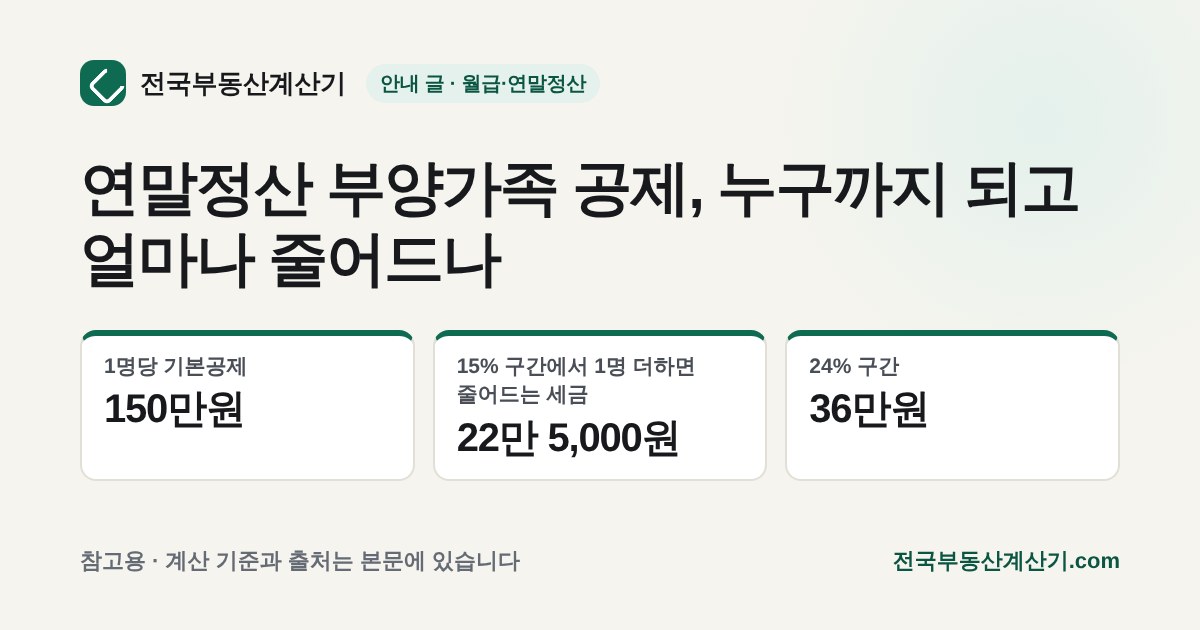 전국부동산계산기
안내 글 · 월급·연말정산
연말정산 부양가족 공제, 누구까지 되고
얼마나 줄어드나
1명당 기본공제
150만원
15% 구간에서 1명 더하면
줄어드는 세금
22만 5,000원
24% 구간
36만원
참고용 · 계산 기준과 출처는 본문에 있습니다
전국부동산계산기.com